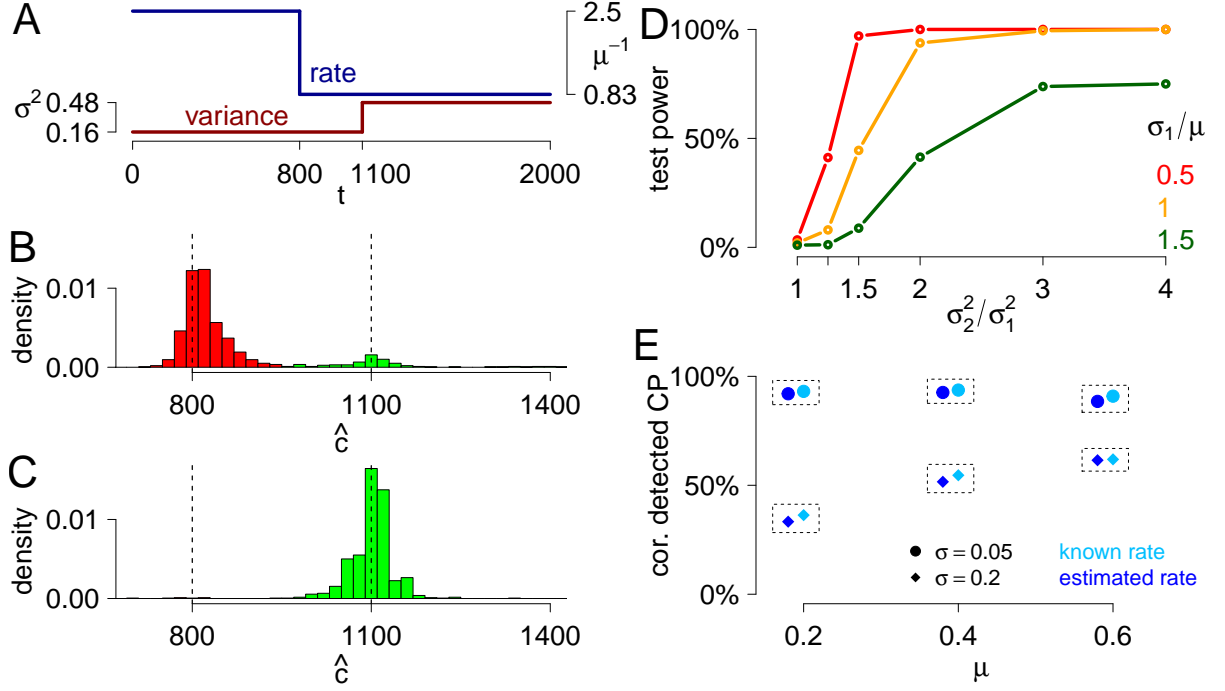 A
σ² 0.48
0.16
variance
rate
2.5
μ⁻¹
0.83
0 800 1100 2000
t
B
density
0.01
0.00
800 1100 1400
ĉ
C
density
0.01
0.00
800 1100 1400
ĉ
D
test power
100%
50%
0%
1 1.5 2 3 4
σ₂²/σ₁²
σ₁/μ
0.5
1
1.5
E
cor. detected CP
100%
50%
0%
σ = 0.05 known rate
σ = 0.2 estimated rate
0.2 0.4 0.6
μ